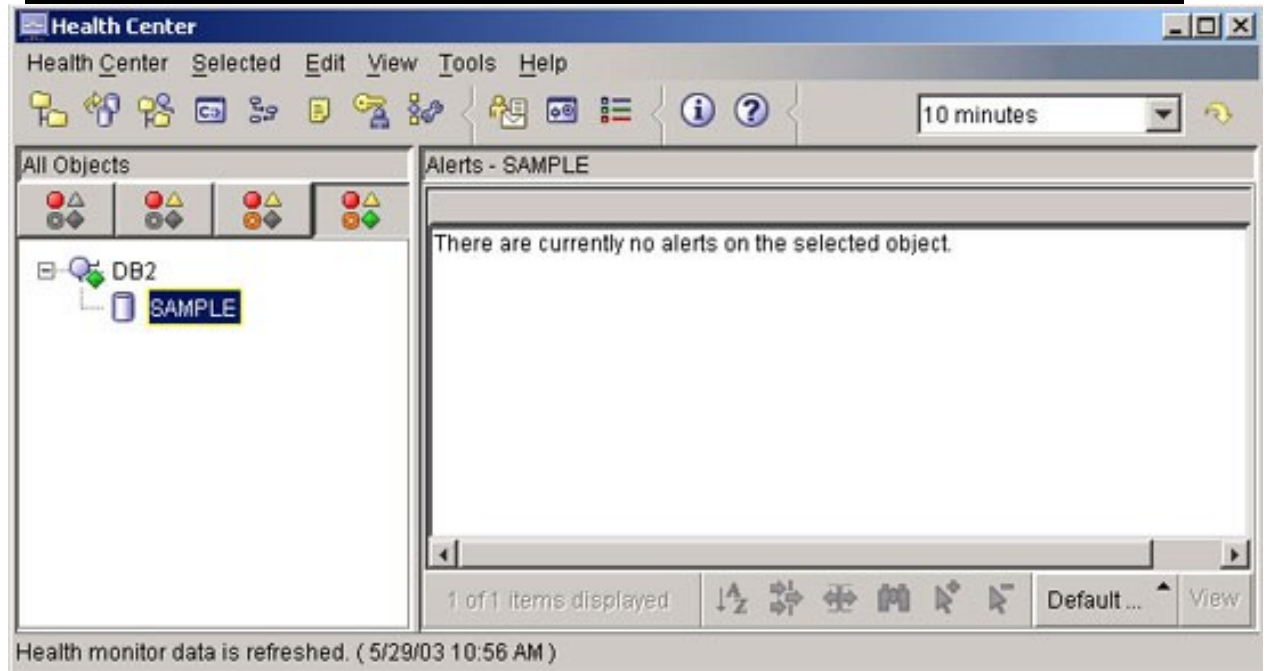 Health Center
Health Center Selected Edit View Tools Help
10 minutes
All Objects
Alerts - SAMPLE
There are currently no alerts on the selected object.
DB2
SAMPLE
1 of 1 items displayed
Default ...
View
Health monitor data is refreshed. ( 5/29/03 10:56 AM )